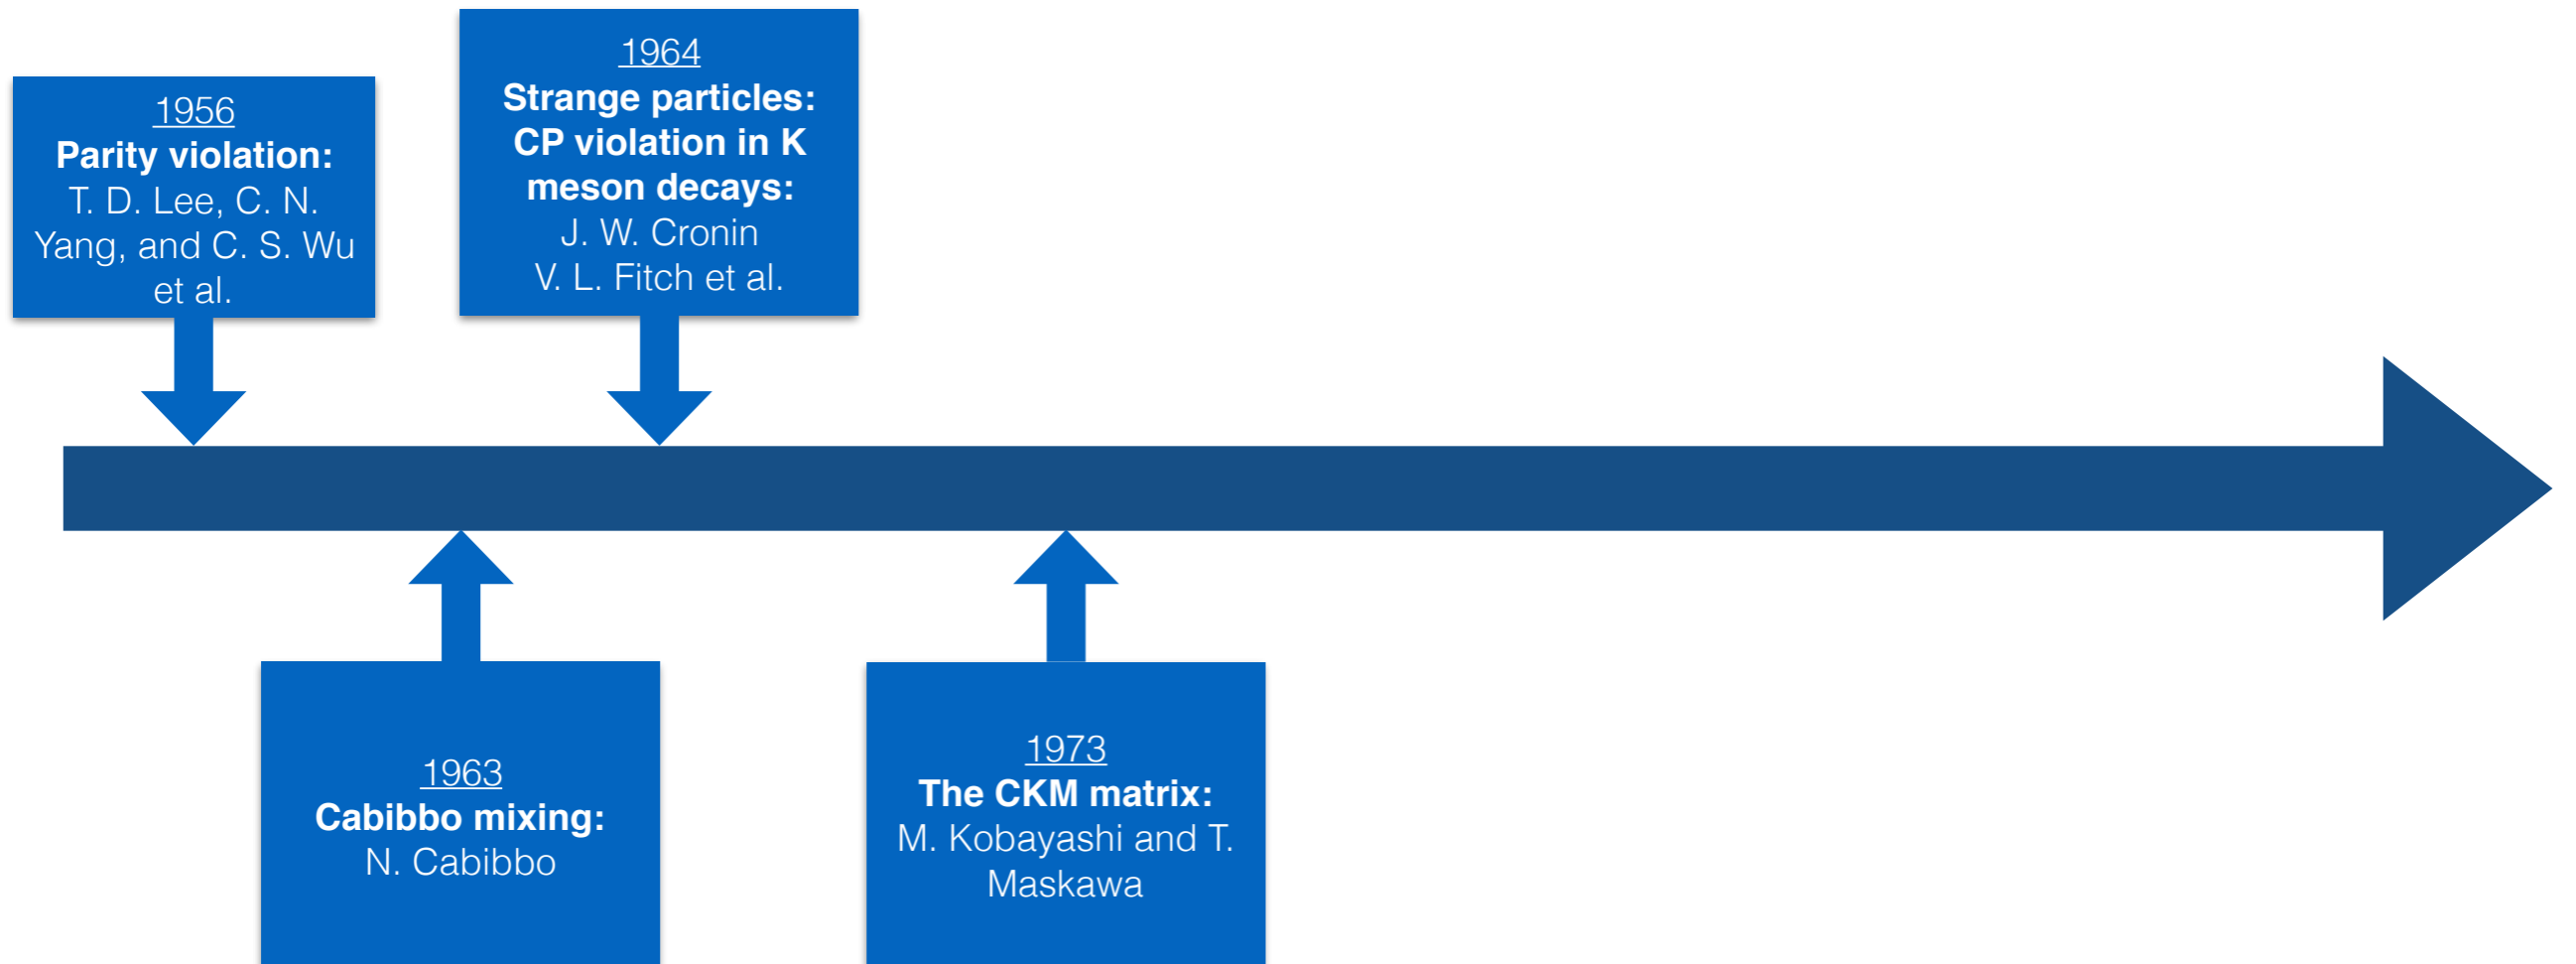 1956
Parity violation:
T. D. Lee, C. N.
Yang, and C. S. Wu
et al.
1964
Strange particles:
CP violation in K
meson decays:
J. W. Cronin
V. L. Fitch et al.
1963
Cabibbo mixing:
N. Cabibbo
1973
The CKM matrix:
M. Kobayashi and T.
Maskawa